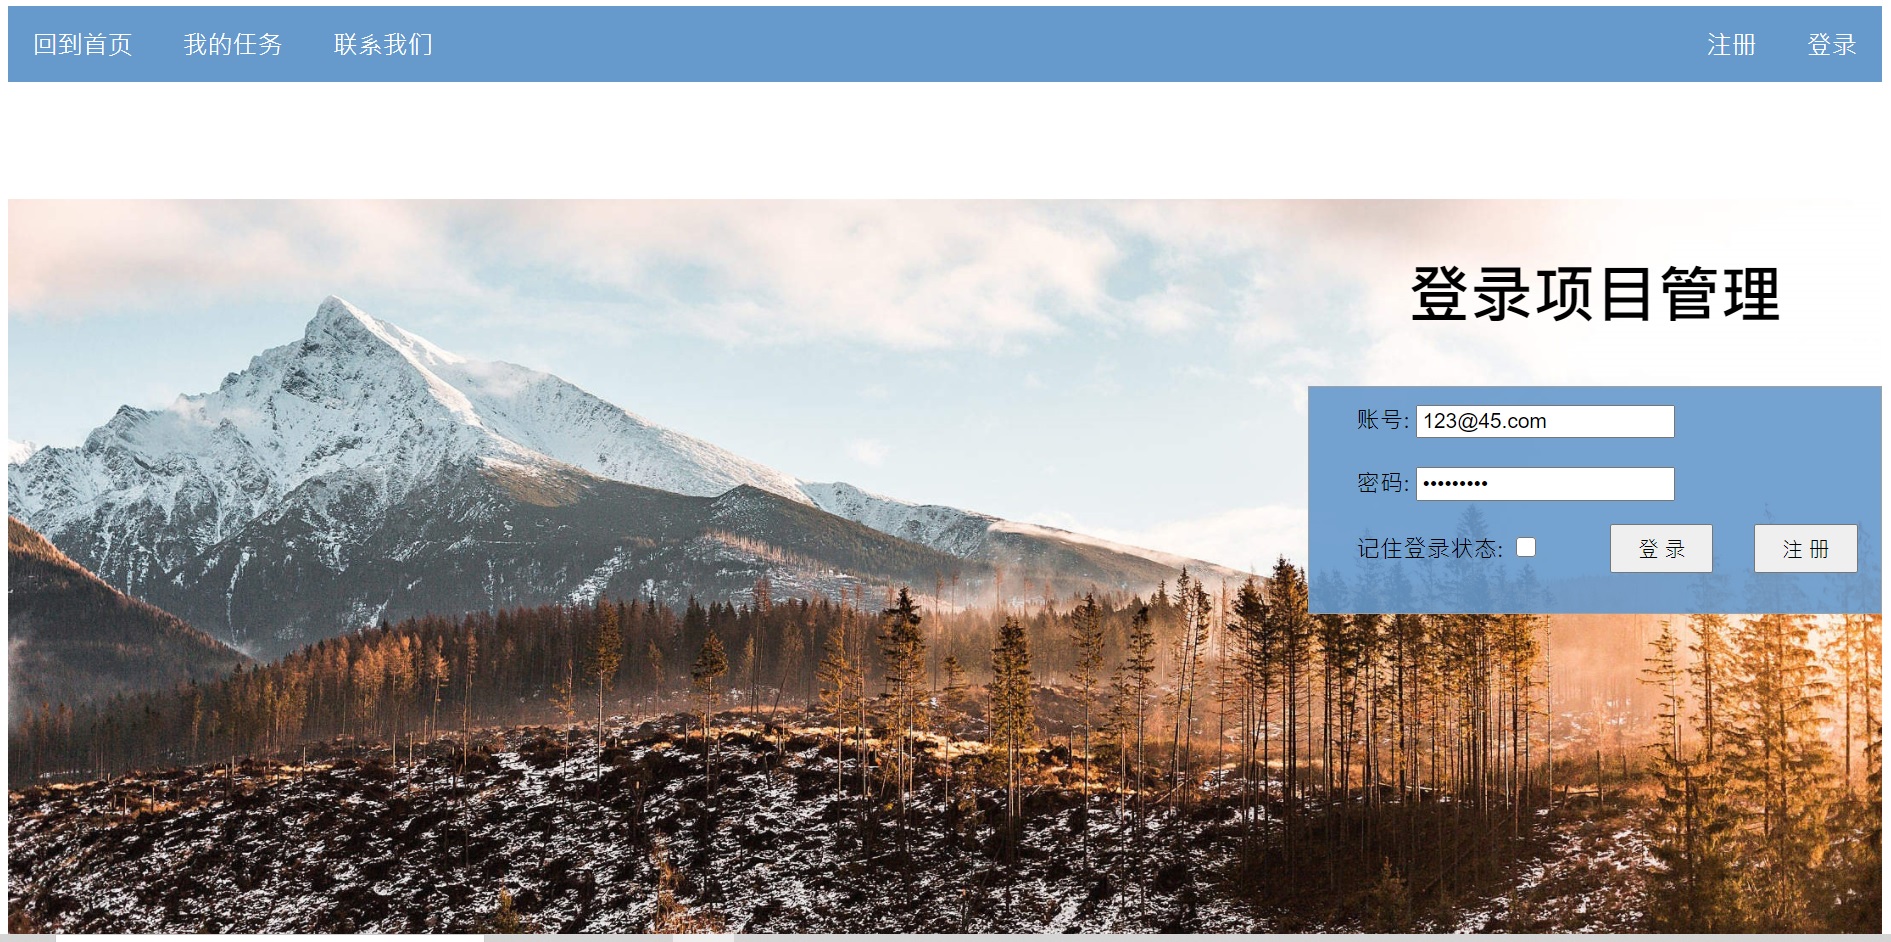 回到首页 我的任务 联系我们 注册 登录
登录项目管理
账号: 123@45.com
密码: •••••••••
记住登录状态: 登 录 注 册